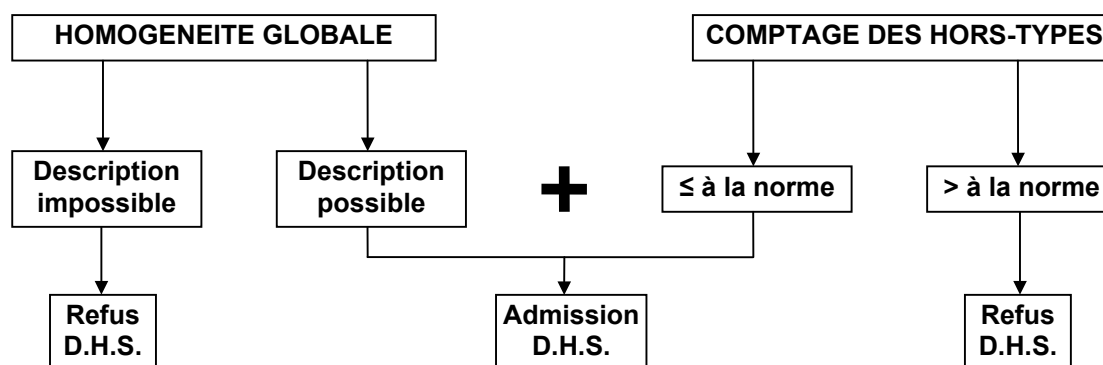 HOMOGENEITE GLOBALE
COMPTAGE DES HORS-TYPES
Description
impossible
Description
possible
+
≤ à la norme
> à la norme
Refus
D.H.S.
Admission
D.H.S.
Refus
D.H.S.